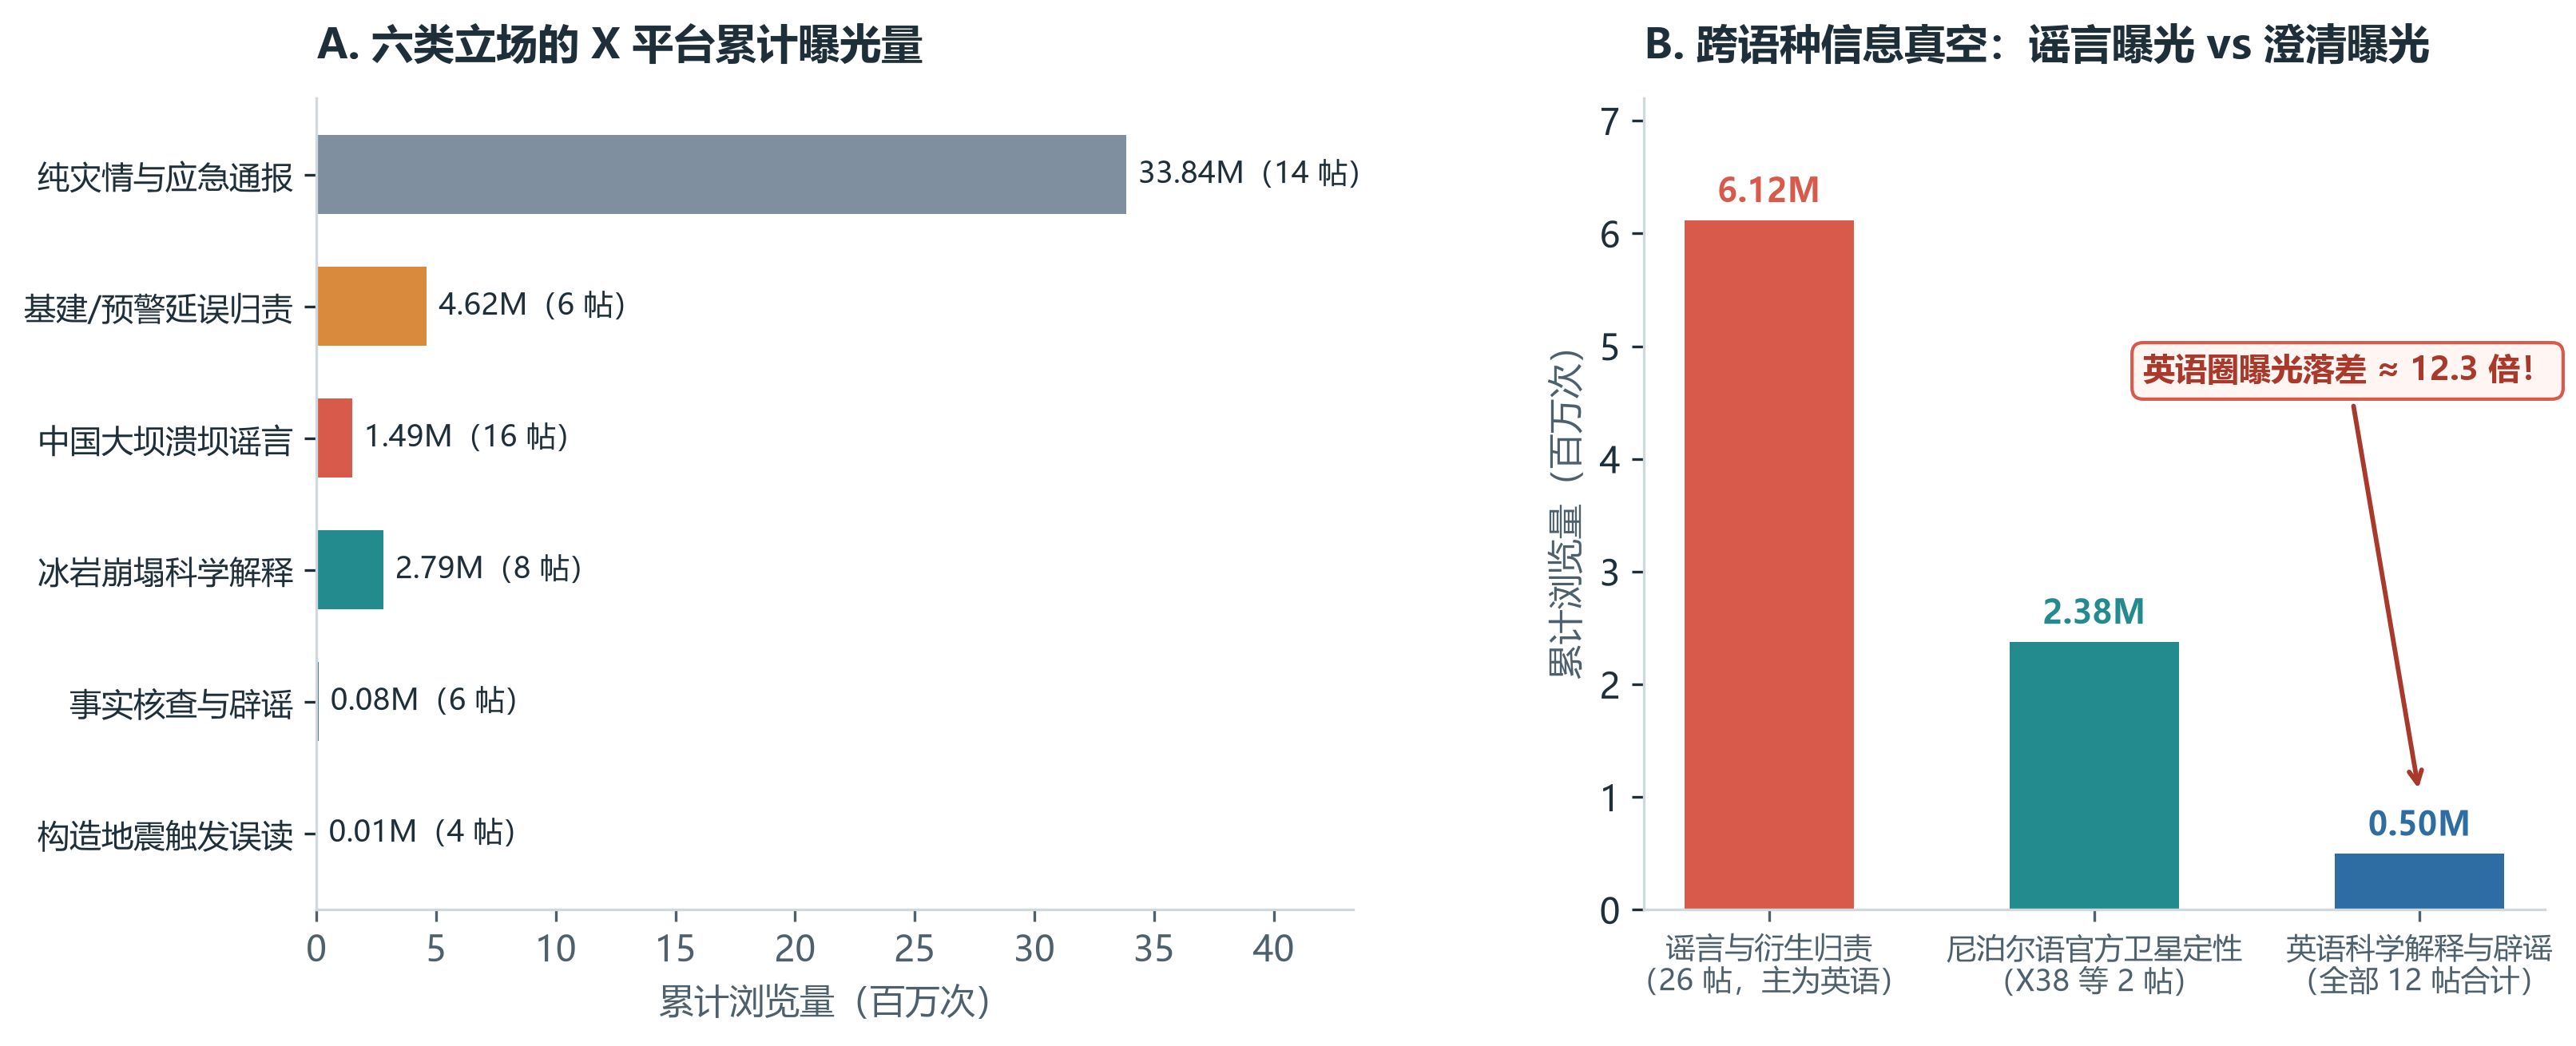 A. 六类立场的 X 平台累计曝光量
纯灾情与应急通报
33.84M（14 帖）
基建/预警延误归责
4.62M（6 帖）
中国大坝溃坝谣言
1.49M（16 帖）
冰岩崩塌科学解释
2.79M（8 帖）
事实核查与辟谣
0.08M（6 帖）
构造地震触发误读
0.01M（4 帖）
0 5 10 15 20 25 30 35 40
累计浏览量（百万次）
B. 跨语种信息真空：谣言曝光 vs 澄清曝光
累计浏览量（百万次）
7
6
5
4
3
2
1
0
6.12M
2.38M
0.50M
英语圈曝光落差 ≈ 12.3 倍！
谣言与衍生归责
（26 帖，主为英语）
尼泊尔语官方卫星定性
（X38 等 2 帖）
英语科学解释与辟谣
（全部 12 帖合计）